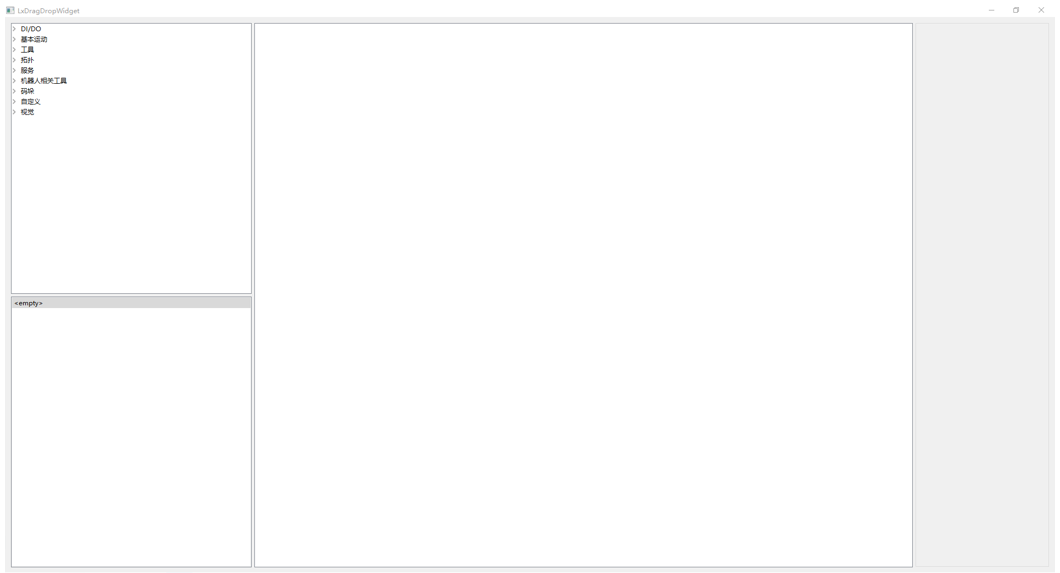 LxDragDropWidget
DI/DO
基本运动
工具
拓扑
服务
机器人相关工具
码垛
自定义
视觉
<empty>